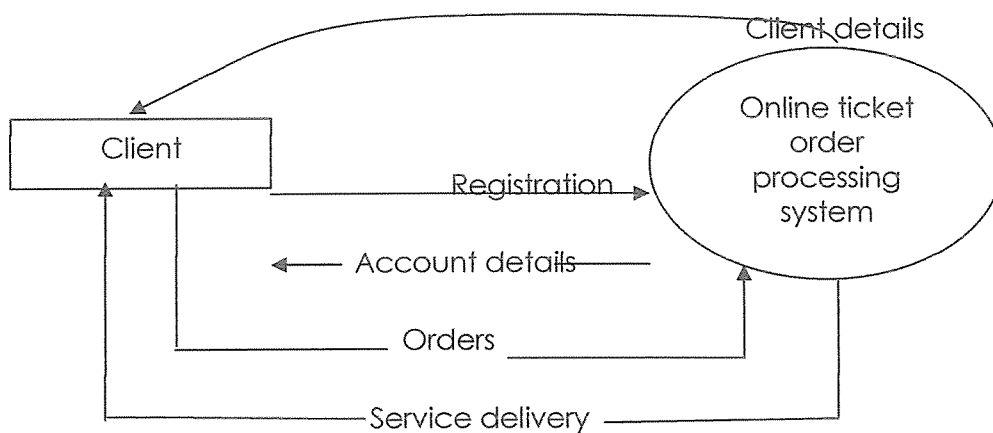 Client details
Online ticket
order
processing
system
Client
Registration
Account details
Orders
Service delivery